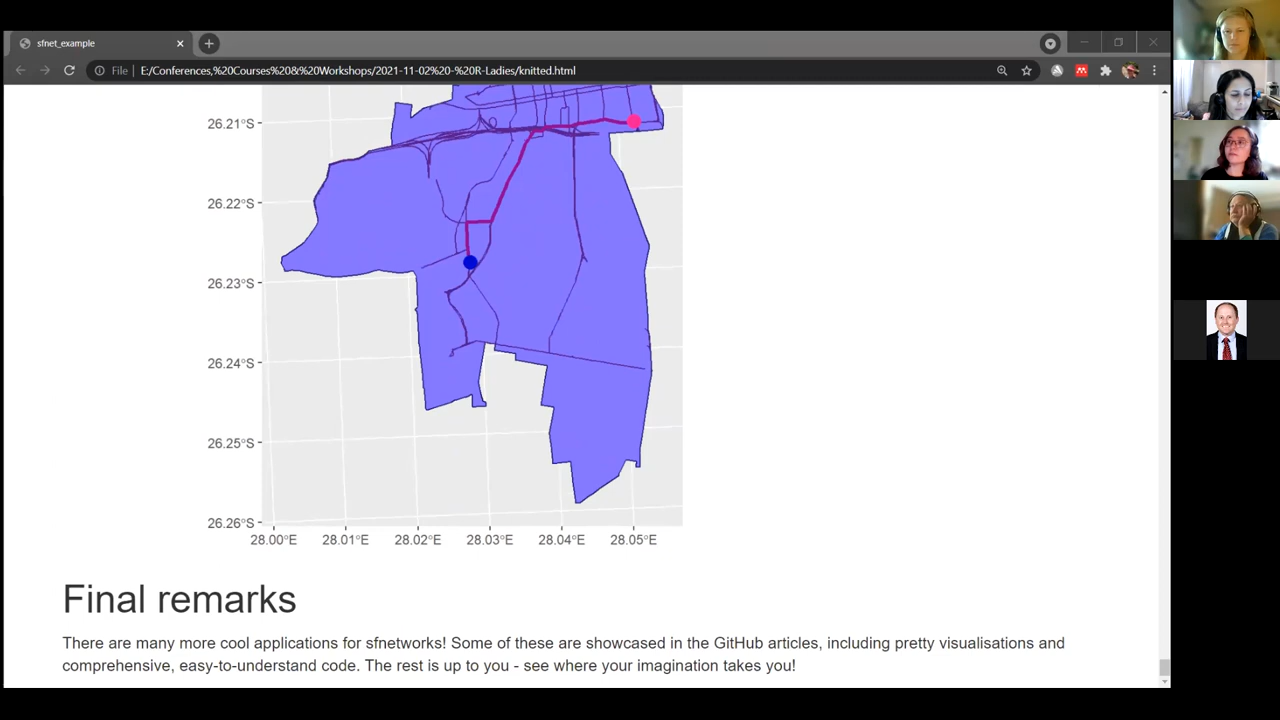 sfnet_example
File | E:/Conferences,%20Courses%20&%20Workshops/2021-11-02%20-%20R-Ladies/knitted.html
26.21°S
26.22°S
26.23°S
26.24°S
26.25°S
26.26°S
28.00°E 28.01°E 28.02°E 28.03°E 28.04°E 28.05°E
Final remarks
There are many more cool applications for sfnetworks! Some of these are showcased in the GitHub articles, including pretty visualisations and
comprehensive, easy-to-understand code. The rest is up to you - see where your imagination takes you!